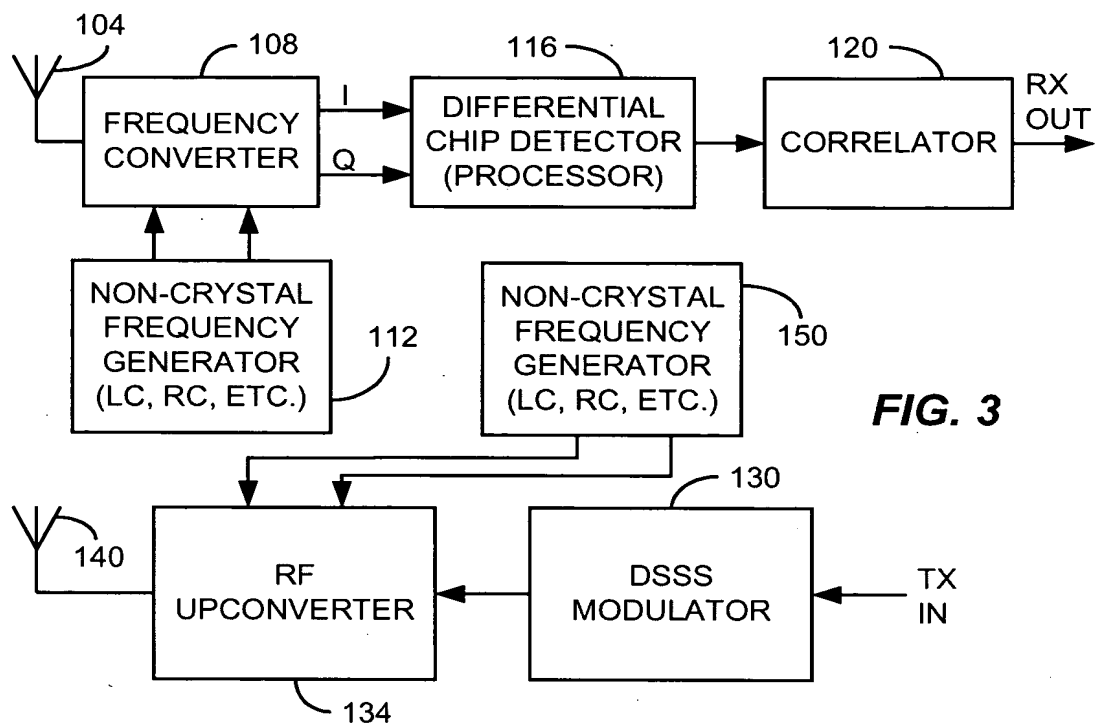 104
108
116
120
FREQUENCY
CONVERTER
I
Q
DIFFERENTIAL
CHIP DETECTOR
(PROCESSOR)
CORRELATOR
RX
OUT
NON-CRYSTAL
FREQUENCY
GENERATOR
(LC, RC, ETC.)
112
NON-CRYSTAL
FREQUENCY
GENERATOR
(LC, RC, ETC.)
150
FIG. 3
140
RF
UPCONVERTER
134
130
DSSS
MODULATOR
TX
IN